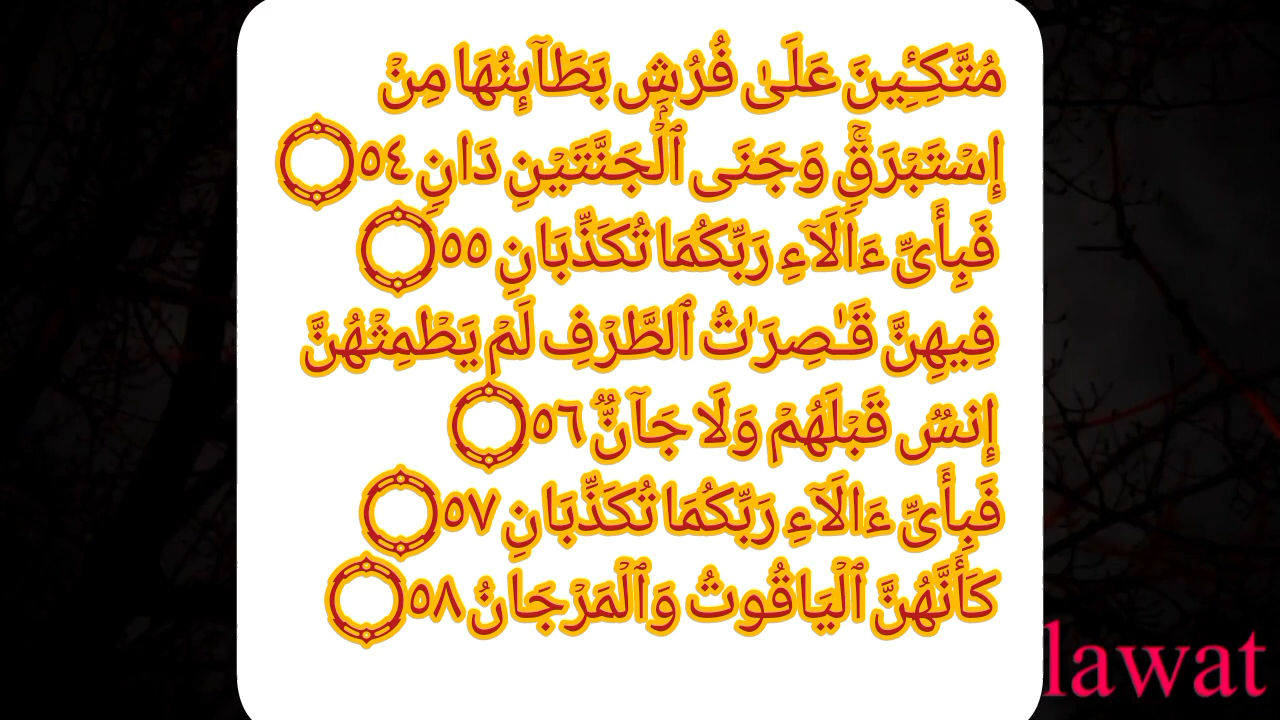 مُتَّكِـِٔينَ عَلَىٰ فُرُشِۭ بَطَآئِنُهَا مِنْ
إِسْتَبْرَقٍۚ وَجَنَى ٱلْجَنَّتَيْنِ دَانٍ ٥٤
فَبِأَىِّ ءَالَآءِ رَبِّكُمَا تُكَذِّبَانِ ٥٥
فِيهِنَّ قَـٰصِرَٰتُ ٱلطَّرْفِ لَمْ يَطْمِثْهُنَّ
إِنسٌ قَبْلَهُمْ وَلَا جَآنٌّ ٥٦
فَبِأَىِّ ءَالَآءِ رَبِّكُمَا تُكَذِّبَانِ ٥٧
كَأَنَّهُنَّ ٱلْيَاقُوتُ وَٱلْمَرْجَانُ ٥٨
lawat